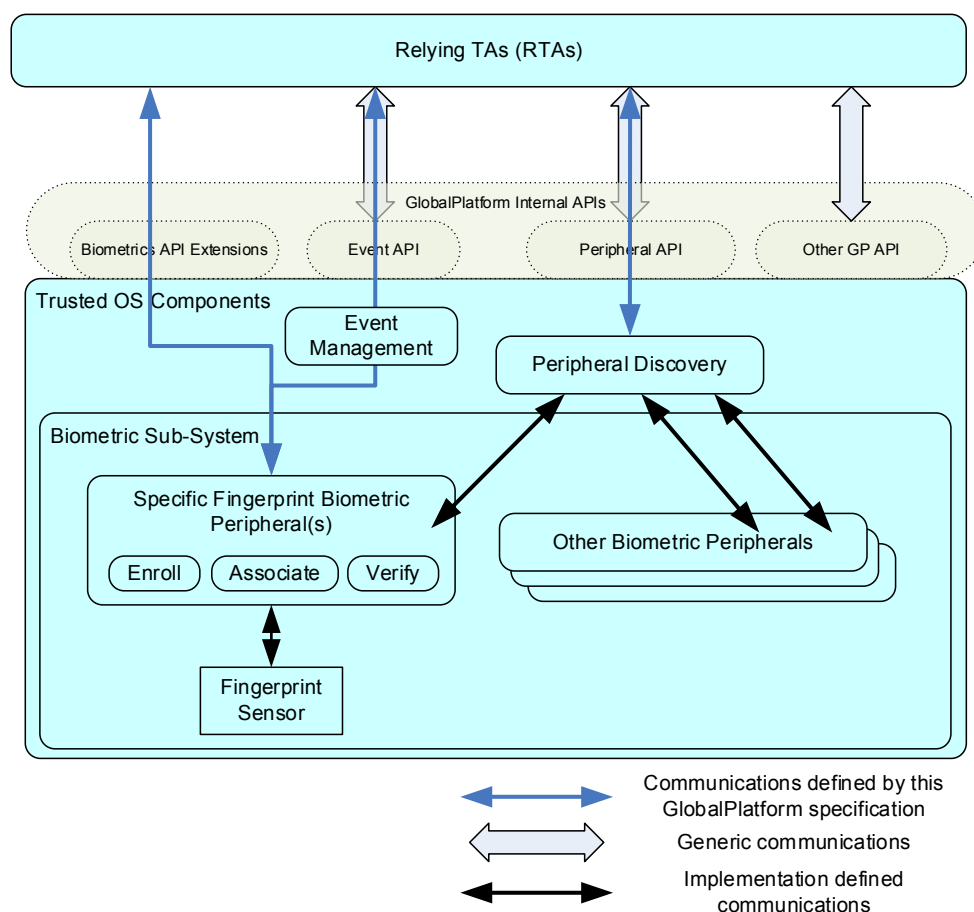 Relying TAs (RTAs)
GlobalPlatform Internal APIs
Biometrics API Extensions
Event API
Peripheral API
Other GP API
Trusted OS Components
Event
Management
Peripheral Discovery
Biometric Sub-System
Specific Fingerprint Biometric
Peripheral(s)
Enroll
Associate
Verify
Other Biometric Peripherals
Fingerprint
Sensor
Communications defined by this
GlobalPlatform specification
Generic communications
Implementation defined
communications